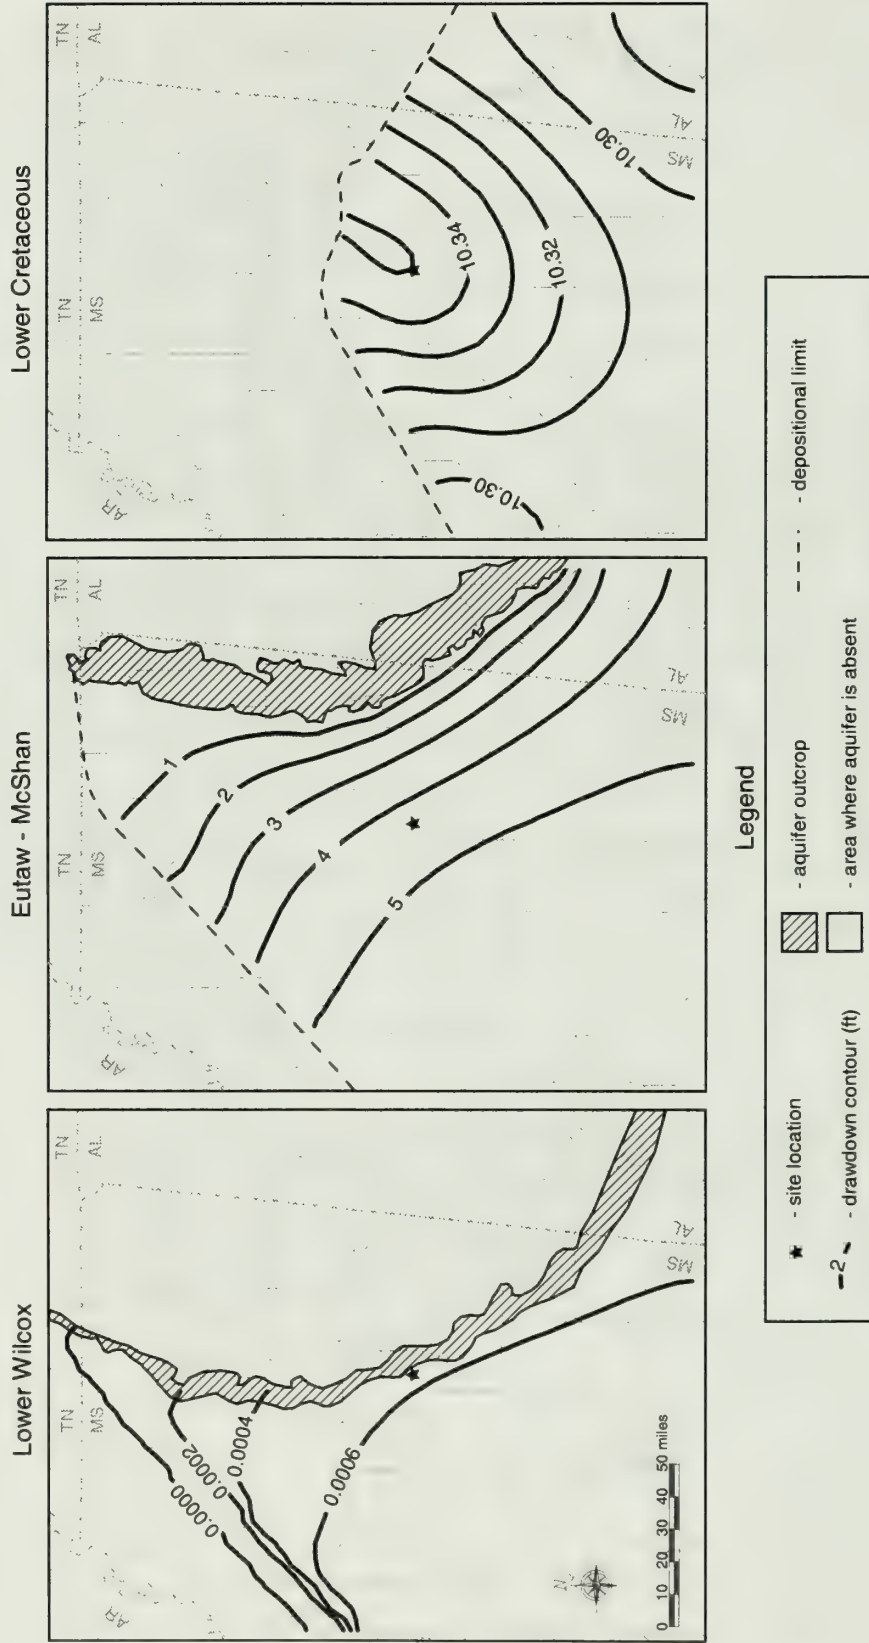 Lower Wilcox
TN
AL
TN
MS
AR
0.0000
0.0002
0.0004
0.0006
N
0 10 20 30 40 50 miles
MS
AL
Eutaw - McShan
TN
AL
TN
MS
AR
1
2
3
4
5
MS
AL
Lower Cretaceous
TN
AL
TN
MS
AR
10.34
10.32
10.30
10.30
MS
AL
Legend
- site location
2 - drawdown contour (ft)
- aquifer outcrop
- area where aquifer is absent
- depositional limit